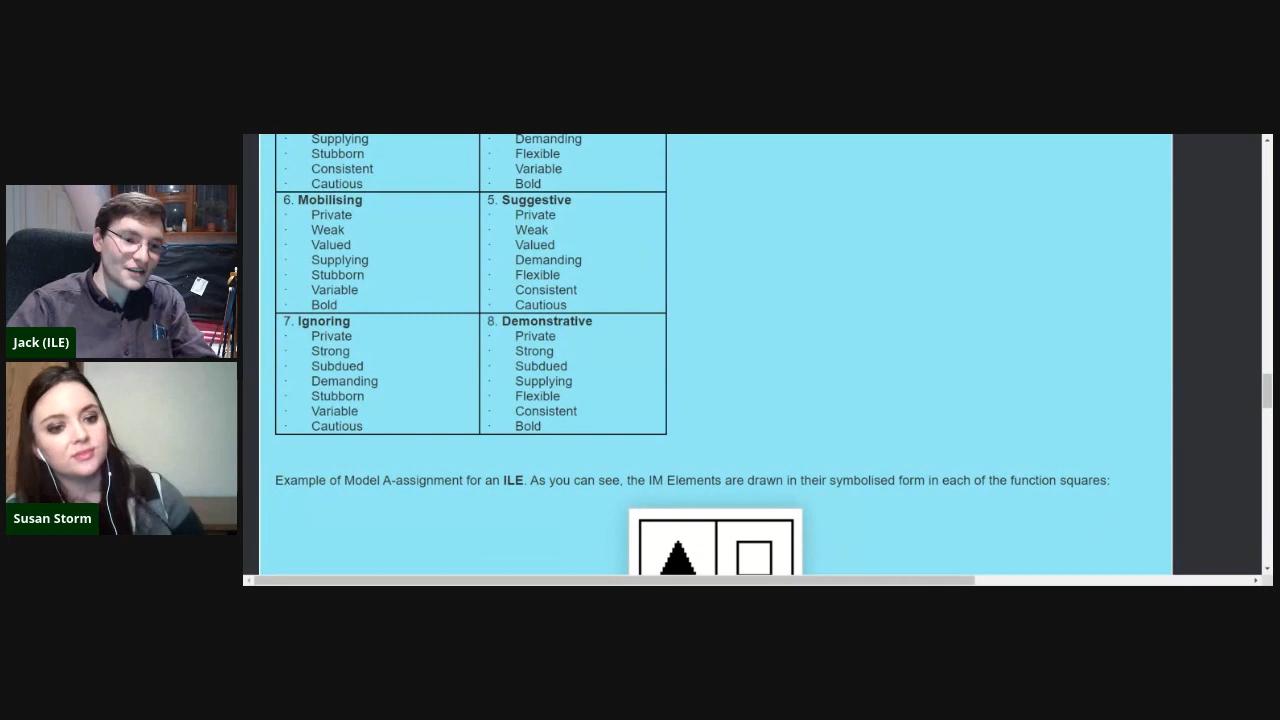 Jack (ILE)
Susan Storm
· Supplying
· Stubborn
· Consistent
· Cautious
· Demanding
· Flexible
· Variable
· Bold
6. Mobilising
· Private
· Weak
· Valued
· Supplying
· Stubborn
· Variable
· Bold
5. Suggestive
· Private
· Weak
· Valued
· Demanding
· Flexible
· Consistent
· Cautious
7. Ignoring
· Private
· Strong
· Subdued
· Demanding
· Stubborn
· Variable
· Cautious
8. Demonstrative
· Private
· Strong
· Subdued
· Supplying
· Flexible
· Consistent
· Bold
Example of Model A-assignment for an ILE. As you can see, the IM Elements are drawn in their symbolised form in each of the function squares: